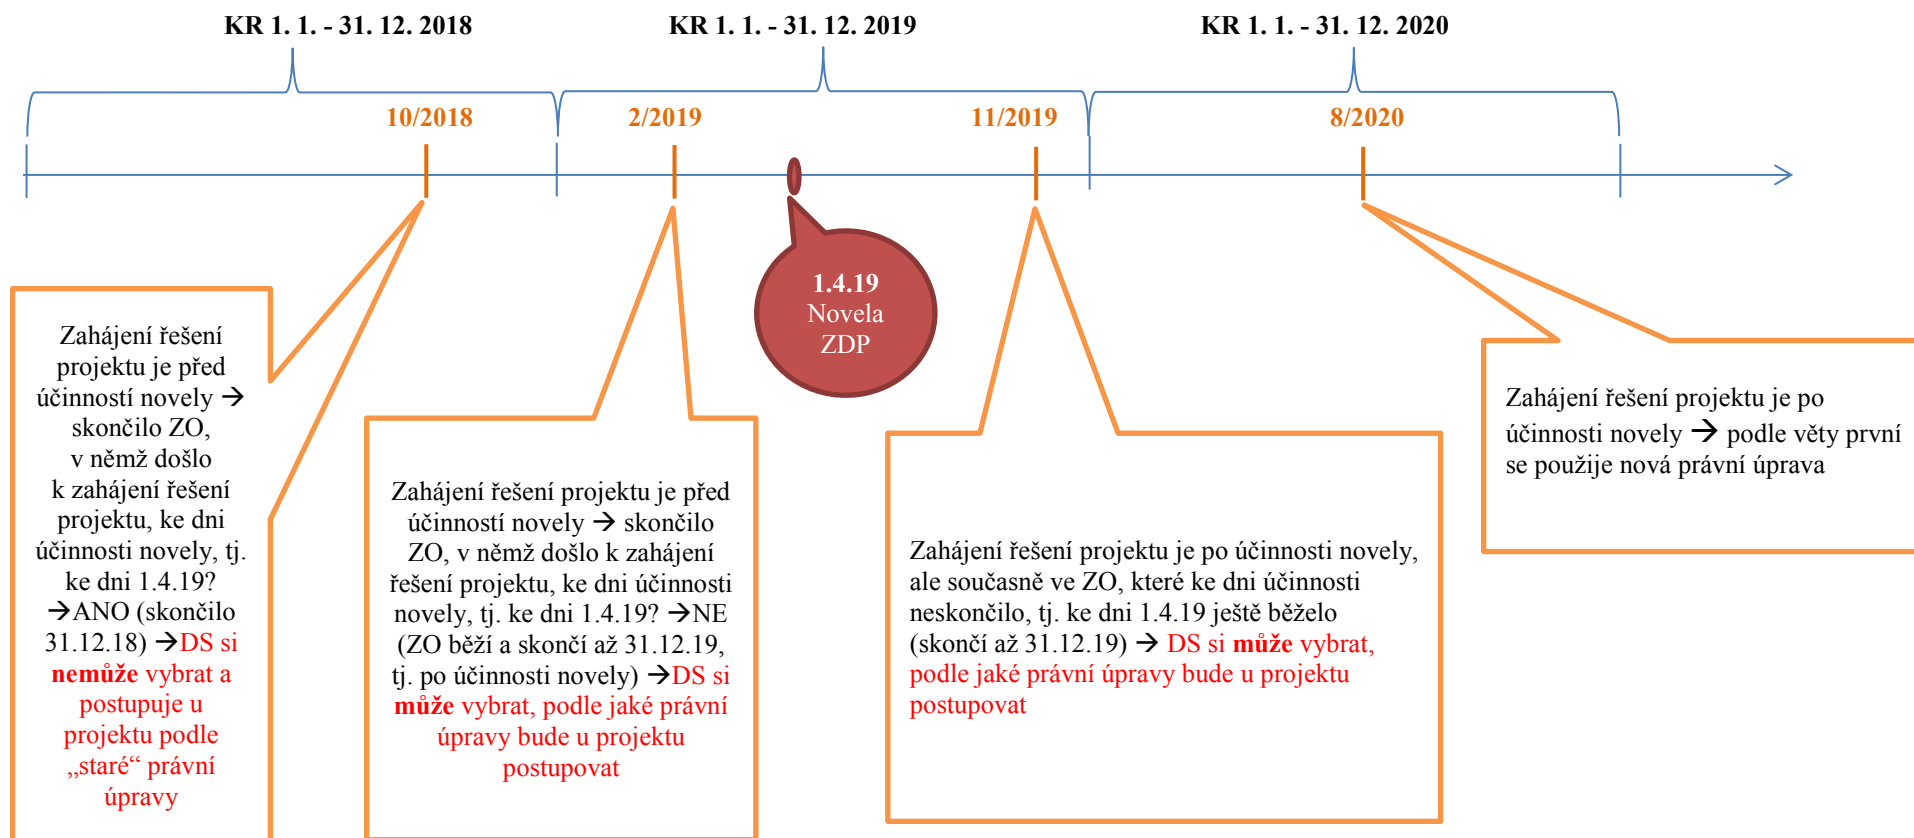 KR 1. 1. - 31. 12. 2018
KR 1. 1. - 31. 12. 2019
KR 1. 1. - 31. 12. 2020
10/2018
2/2019
11/2019
8/2020
1.4.19
Novela
ZDP
Zahájení řešení
projektu je před
účinností novely →
skončilo ZO,
v němž došlo
k zahájení řešení
projektu, ke dni
účinnosti novely, tj.
ke dni 1.4.19?
→ANO (skončilo
31.12.18) →DS si
nemůže vybrat a
postupuje u
projektu podle
„staré“ právní
úpravy
Zahájení řešení projektu je před
účinností novely → skončilo
ZO, v němž došlo k zahájení
řešení projektu, ke dni účinnosti
novely, tj. ke dni 1.4.19? →NE
(ZO běží a skončí až 31.12.19,
tj. po účinnosti novely) →DS si
může vybrat, podle jaké právní
úpravy bude u projektu
postupovat
Zahájení řešení projektu je po účinnosti novely,
ale současně ve ZO, které ke dni účinnosti
neskončilo, tj. ke dni 1.4.19 ještě běželo
(skončí až 31.12.19) → DS si může vybrat,
podle jaké právní úpravy bude u projektu
postupovat
Zahájení řešení projektu je po
účinnosti novely → podle věty první
se použije nová právní úprava